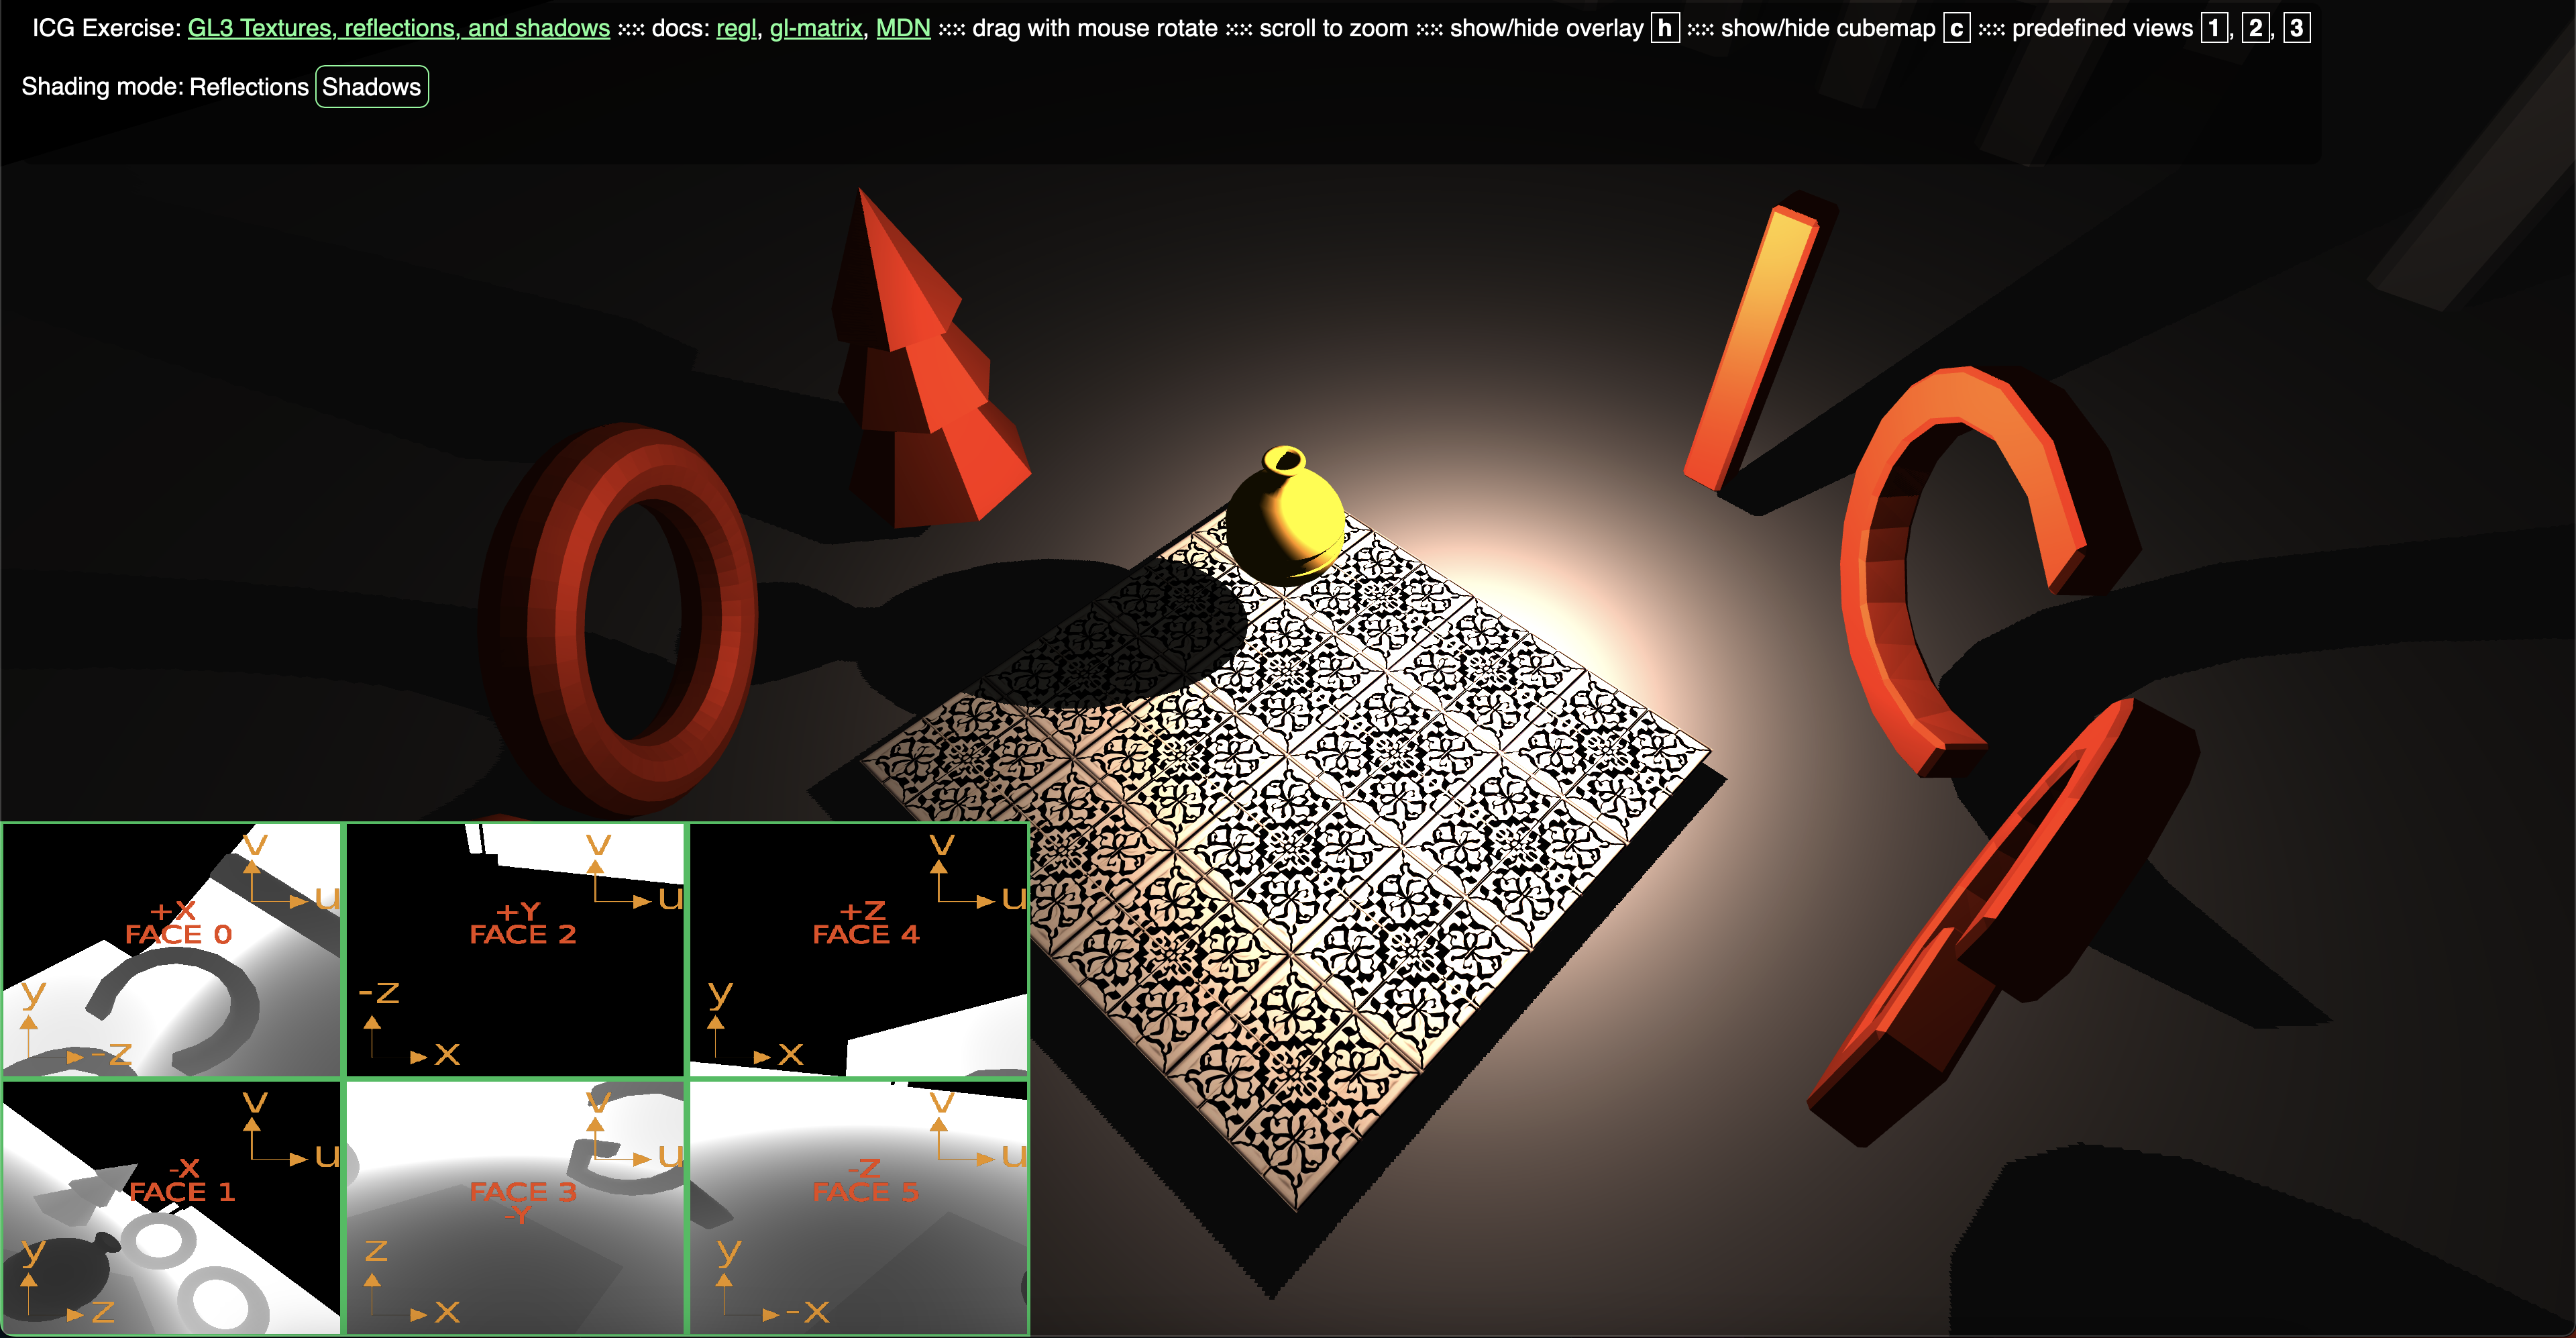 ICG Exercise: GL3 Textures, reflections, and shadows ::: docs: regl, gl-matrix, MDN ::: drag with mouse rotate ::: scroll to zoom ::: show/hide overlay h ::: show/hide cubemap c ::: predefined views 1, 2, 3
Shading mode: Reflections Shadows
v
u
+X
FACE 0
y
-z
v
u
+Y
FACE 2
-z
x
v
u
+Z
FACE 4
y
x
v
u
-X
FACE 1
y
z
v
u
FACE 3
-Y
z
x
v
u
-Z
FACE 5
y
-x